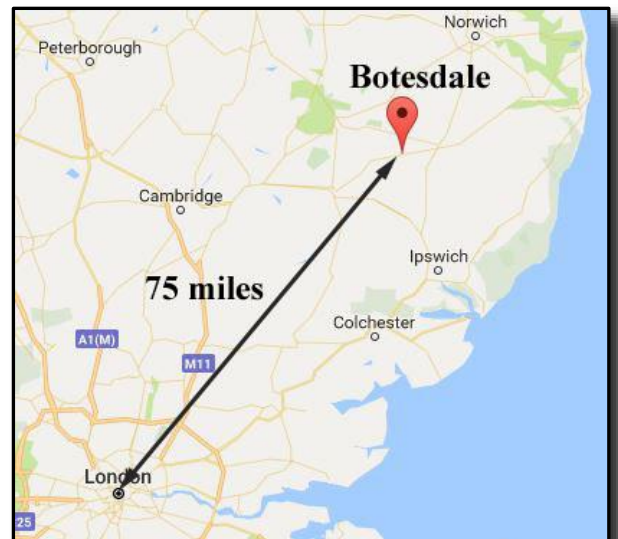 Norwich
Peterborough
Botesdale
Cambridge
Ipswich
75 miles
Colchester
A1(M)
M11
London
25